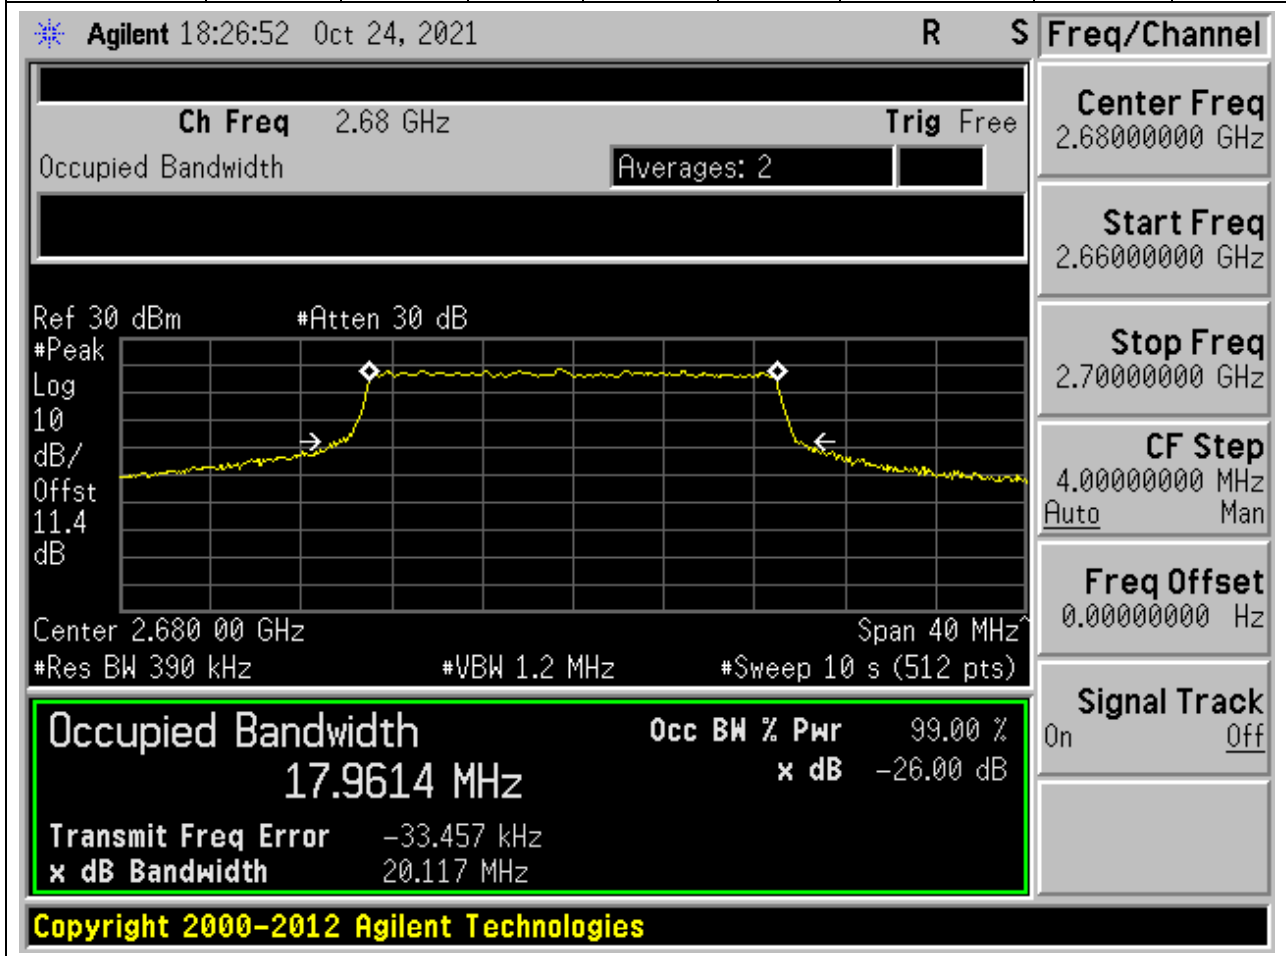 Agilent 18:26:52 Oct 24, 2021 R S
Ch Freq 2.68 GHz Trig Free
Occupied Bandwidth Averages: 2
Ref 30 dBm #Atten 30 dB
#Peak
Log
10
dB/
Offst
11.4
dB
Center 2.680 00 GHz Span 40 MHz^
#Res BW 390 kHz #VBW 1.2 MHz #Sweep 10 s (512 pts)
Occupied Bandwidth
17.9614 MHz
Occ BW % Pwr 99.00 %
x dB -26.00 dB
Transmit Freq Error -33.457 kHz
x dB Bandwidth 20.117 MHz
Copyright 2000-2012 Agilent Technologies
Freq/Channel
Center Freq
2.68000000 GHz
Start Freq
2.66000000 GHz
Stop Freq
2.70000000 GHz
CF Step
4.00000000 MHz
Auto Man
Freq Offset
0.00000000 Hz
Signal Track
On Off